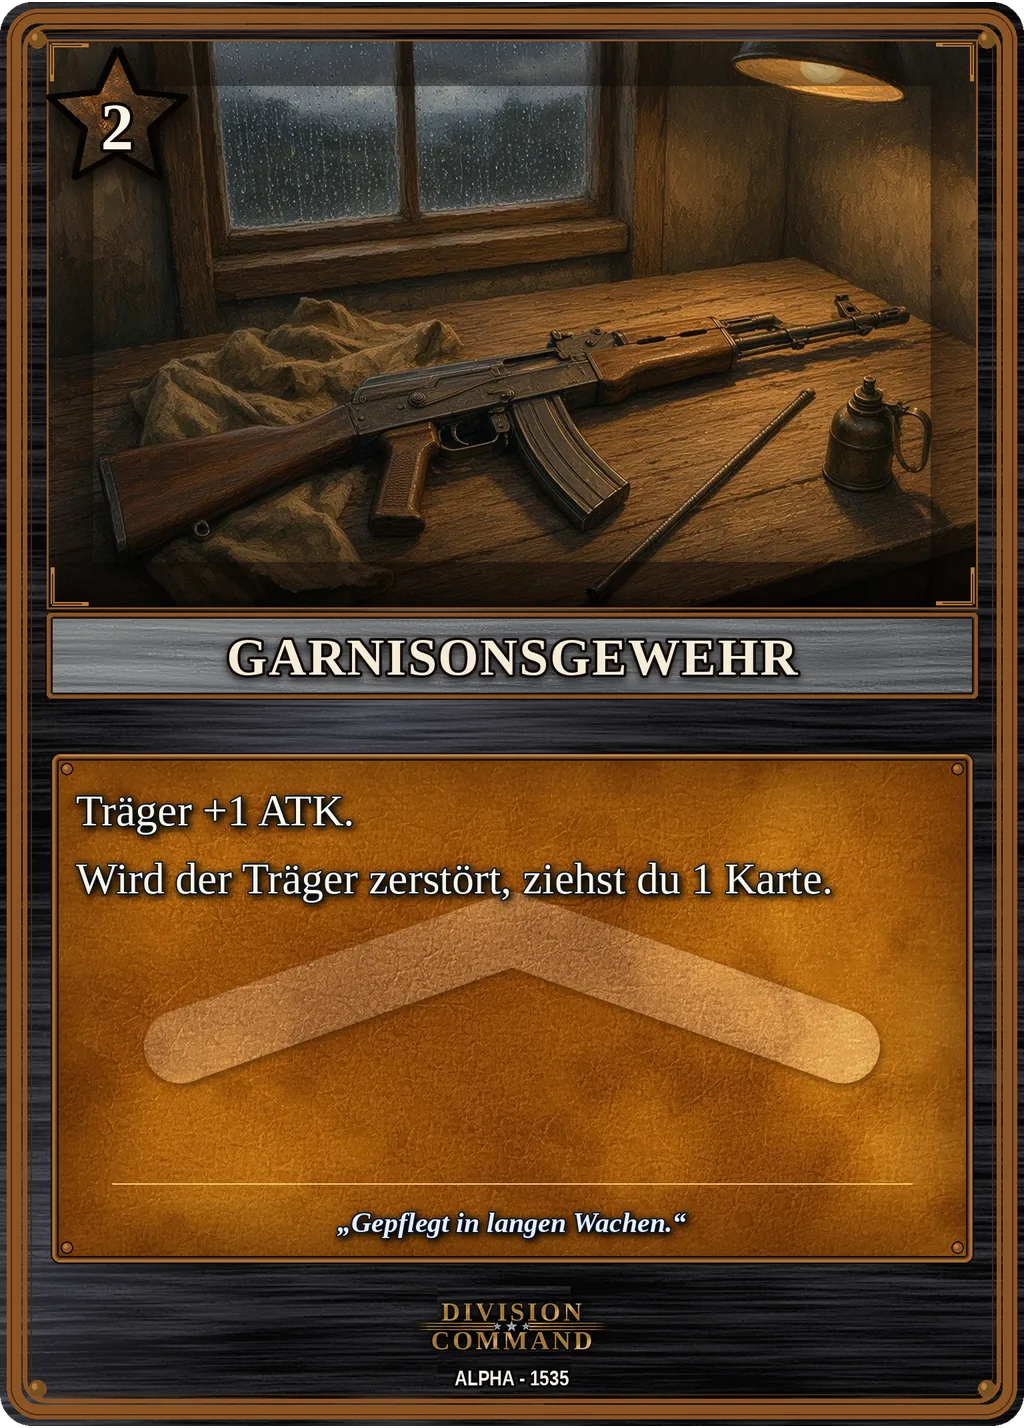 2
GARNISONSGEWEHR
Träger +1 ATK.
Wird der Träger zerstört, ziehst du 1 Karte.
„Gepflegt in langen Wachen.“
DIVISION
COMMAND
ALPHA - 1535